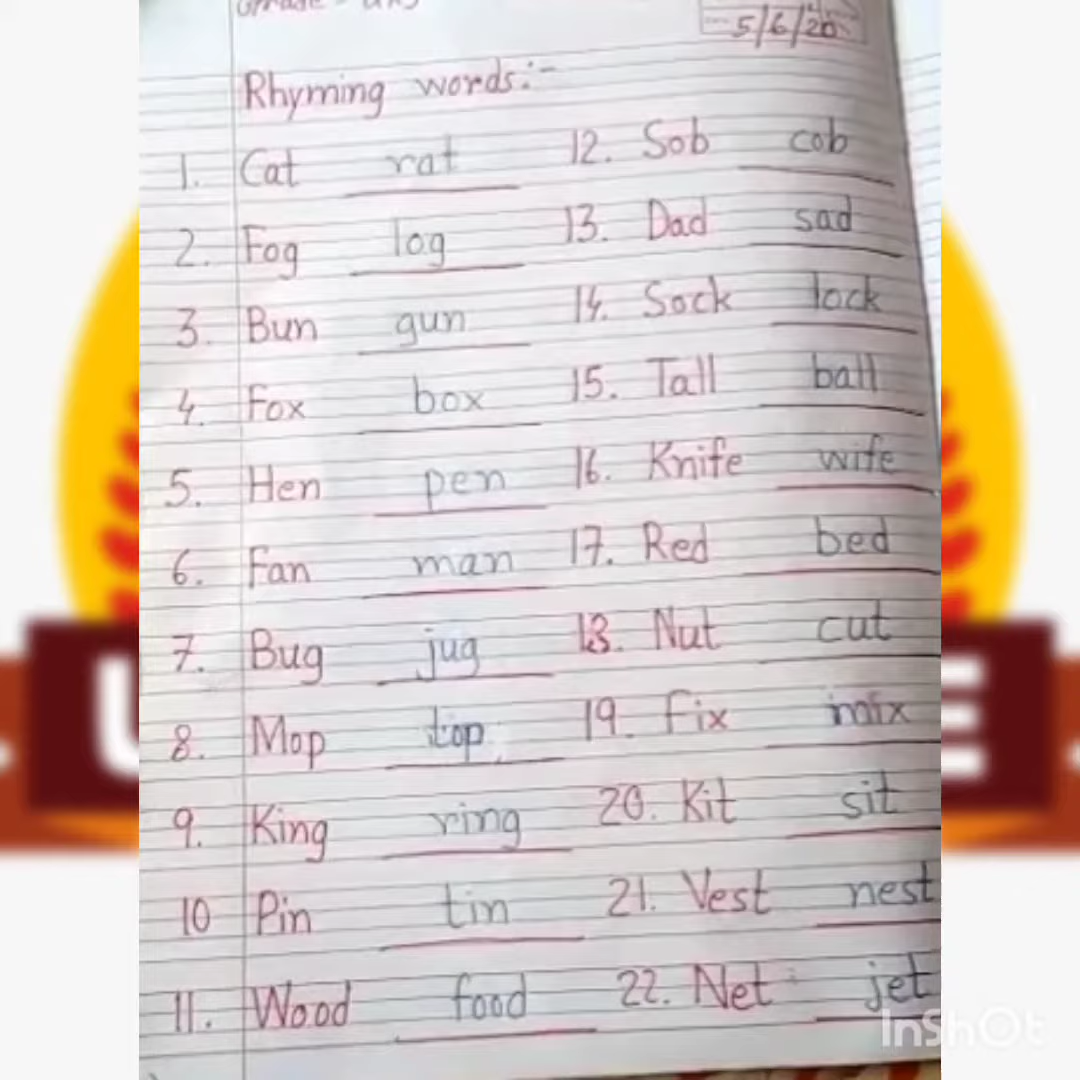 5/6/20
Rhyming words:-
1. Cat rat
2. Fog log
3. Bun gun
4. Fox box
5. Hen pen
6. Fan man
7. Bug jug
8. Mop top
9. King ring
10 Pin tin
11. Wood food
12. Sob cob
13. Dad sad
14. Sock lock
15. Tall ball
16. Knife wife
17. Red bed
18. Nut cut
19. Fix mix
20. Kit sit
21. Vest nest
22. Net jet
InShOt